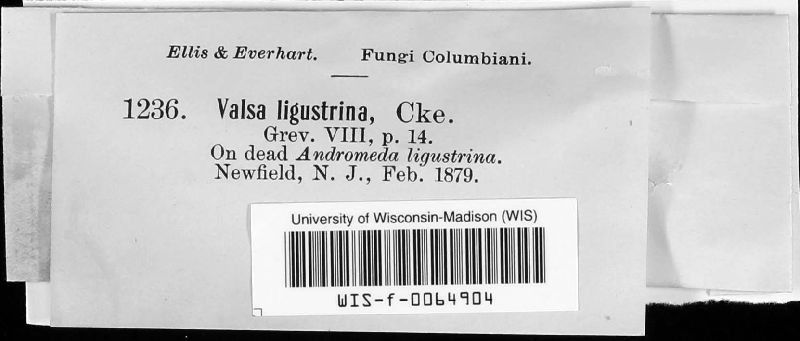 Ellis & Everhart. Fungi Columbiani.
1236. Valsa ligustrina, Cke.
Grev. VIII, p. 14.
On dead Andromeda ligustrina.
Newfield, N. J., Feb. 1879.
University of Wisconsin-Madison (WIS)
WIS-f-0064904